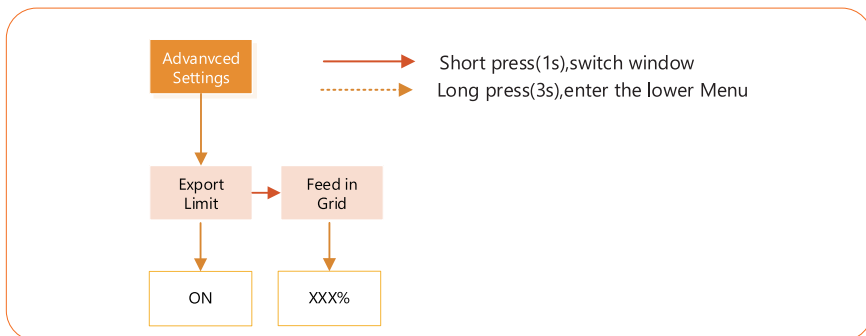 Advanvced
Settings
Short press(1s),switch window
Long press(3s),enter the lower Menu
Export
Limit
Feed in
Grid
ON
XXX%